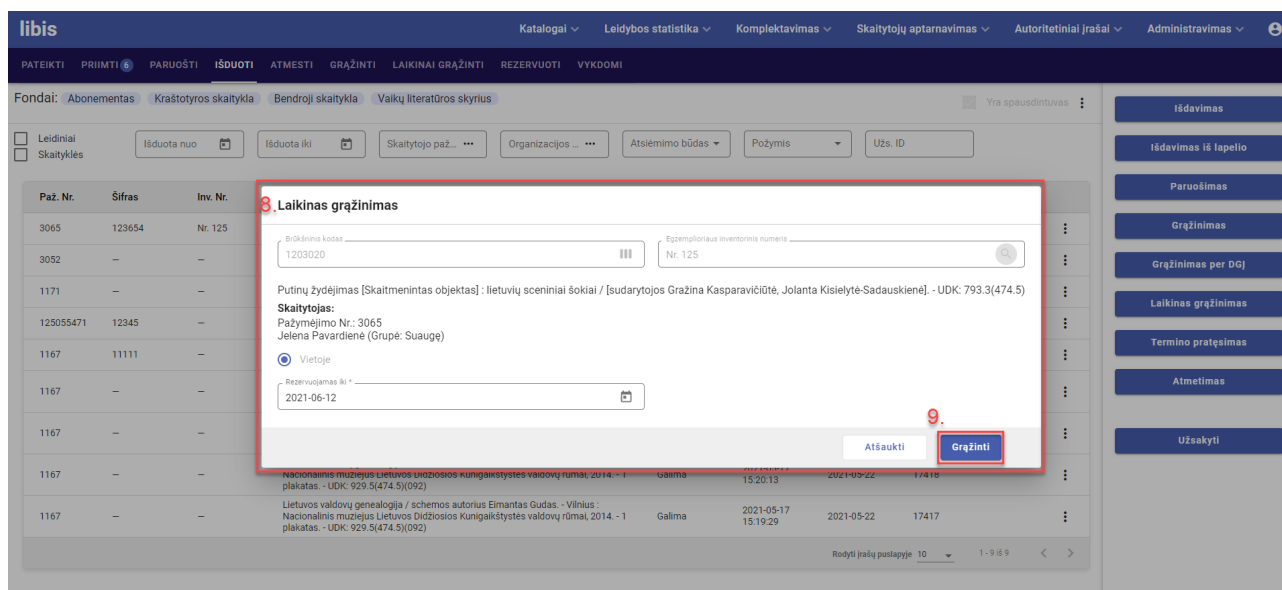 libis
Katalogai Leidybos statistika Komplektavimas Skaitytojų aptarnavimas Autoritetiniai įrašai Administravimas
PATEIKTI PRIIMTI 6 PARUOŠTI IŠDUOTI ATMESTI GRĄŽINTI LAIKINAI GRĄŽINTI REZERVUOTI VYKDOMI
Fondai: Abonementas Kraštotyros skaitykla Bendroji skaitykla Vaikų literatūros skyrius Yra spausdintuvas
Leidiniai
Skaityklės
Išduota nuo Išduota iki Skaitytojo paž... ••• Organizacijos ... ••• Atsiėmimo būdas Požymis Užs. ID
Paž. Nr. Šifras Inv. Nr.
3065 123654 Nr. 125
3052 – –
1171 – –
125055471 12345 –
1167 11111 –
1167 – –
1167 – –
8. Laikinas grąžinimas
Brūkšninis kodas
1203020
Egzemplioriaus inventorinis numeris
Nr. 125
Putinų žydėjimas [Skaitmenintas objektas] : lietuvių sceniniai šokiai / [sudarytojos Gražina Kasparavičiūtė, Jolanta Kisielytė-Sadauskienė]. - UDK: 793.3(474.5)
Skaitytojas:
Pažymėjimo Nr.: 3065
Jelena Pavardienė (Grupė: Suaugę)
Vietoje
Rezervuojamas iki *
2021-06-12
9.
Atšaukti Grąžinti
1167 – –
Nacionalinis muziejus Lietuvos Didžiosios Kunigaikštystės valdovų rūmai, 2014. - 1
plakatas. - UDK: 929.5(474.5)(092)
Galima
15:20:13
2021-05-22 17418
1167 – –
Lietuvos valdovų genealogija / schemos autorius Eimantas Gudas. - Vilnius :
Nacionalinis muziejus Lietuvos Didžiosios Kunigaikštystės valdovų rūmai, 2014. - 1
plakatas. - UDK: 929.5(474.5)(092)
Galima
2021-05-17
15:19:29
2021-05-22 17417
Rodyti įrašų puslapyje 10 1 - 9 iš 9
Išdavimas
Išdavimas iš lapelio
Paruošimas
Grąžinimas
Grąžinimas per DGĮ
Laikinas grąžinimas
Termino pratęsimas
Atmetimas
Užsakyti